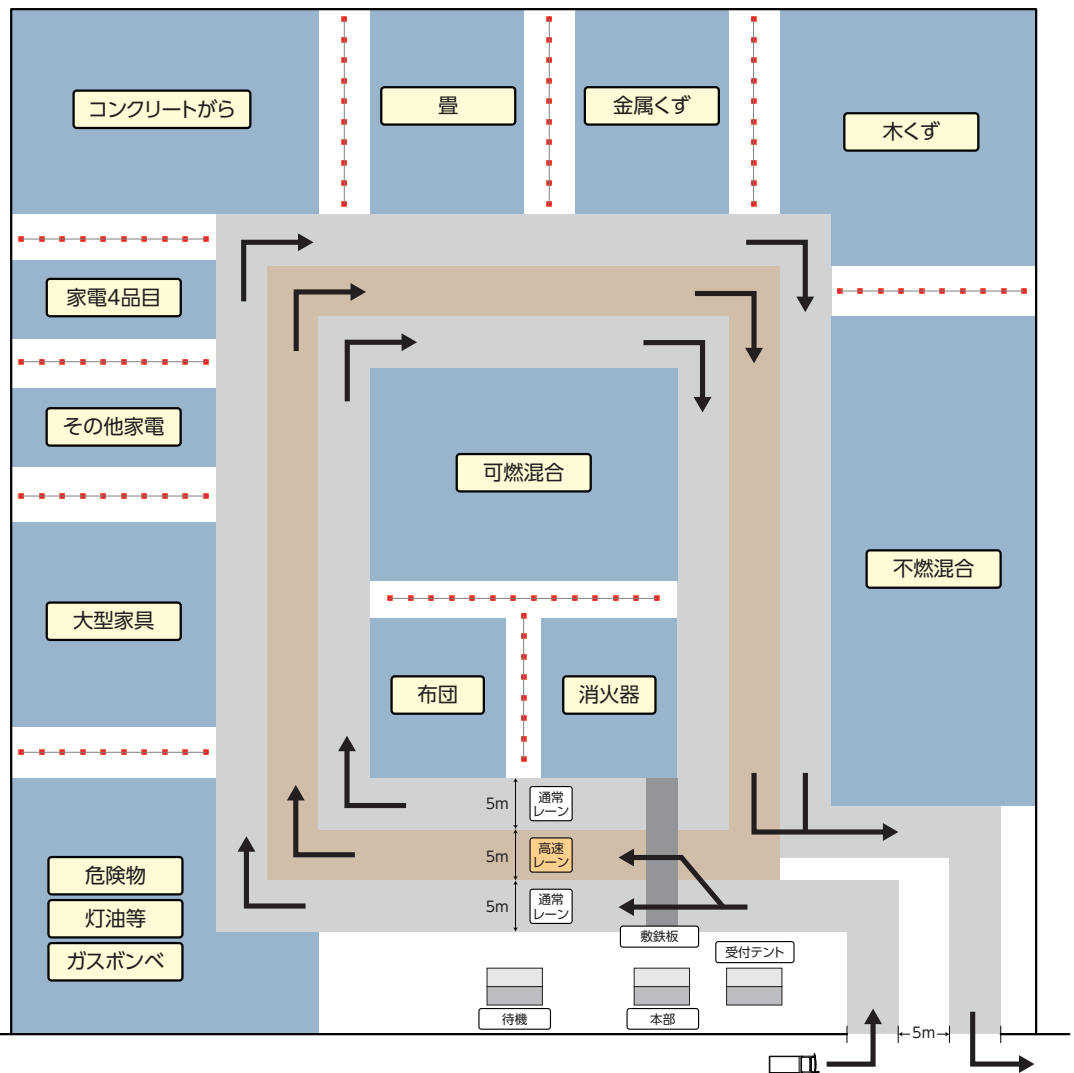 コンクリートがら
畳
金属くず
木くず
家電4品目
その他家電
可燃混合
不燃混合
大型家具
布団
消火器
5m
通常
レーン
5m
高速
レーン
5m
通常
レーン
危険物
灯油等
ガスボンベ
敷鉄板
受付テント
待機
本部
5m